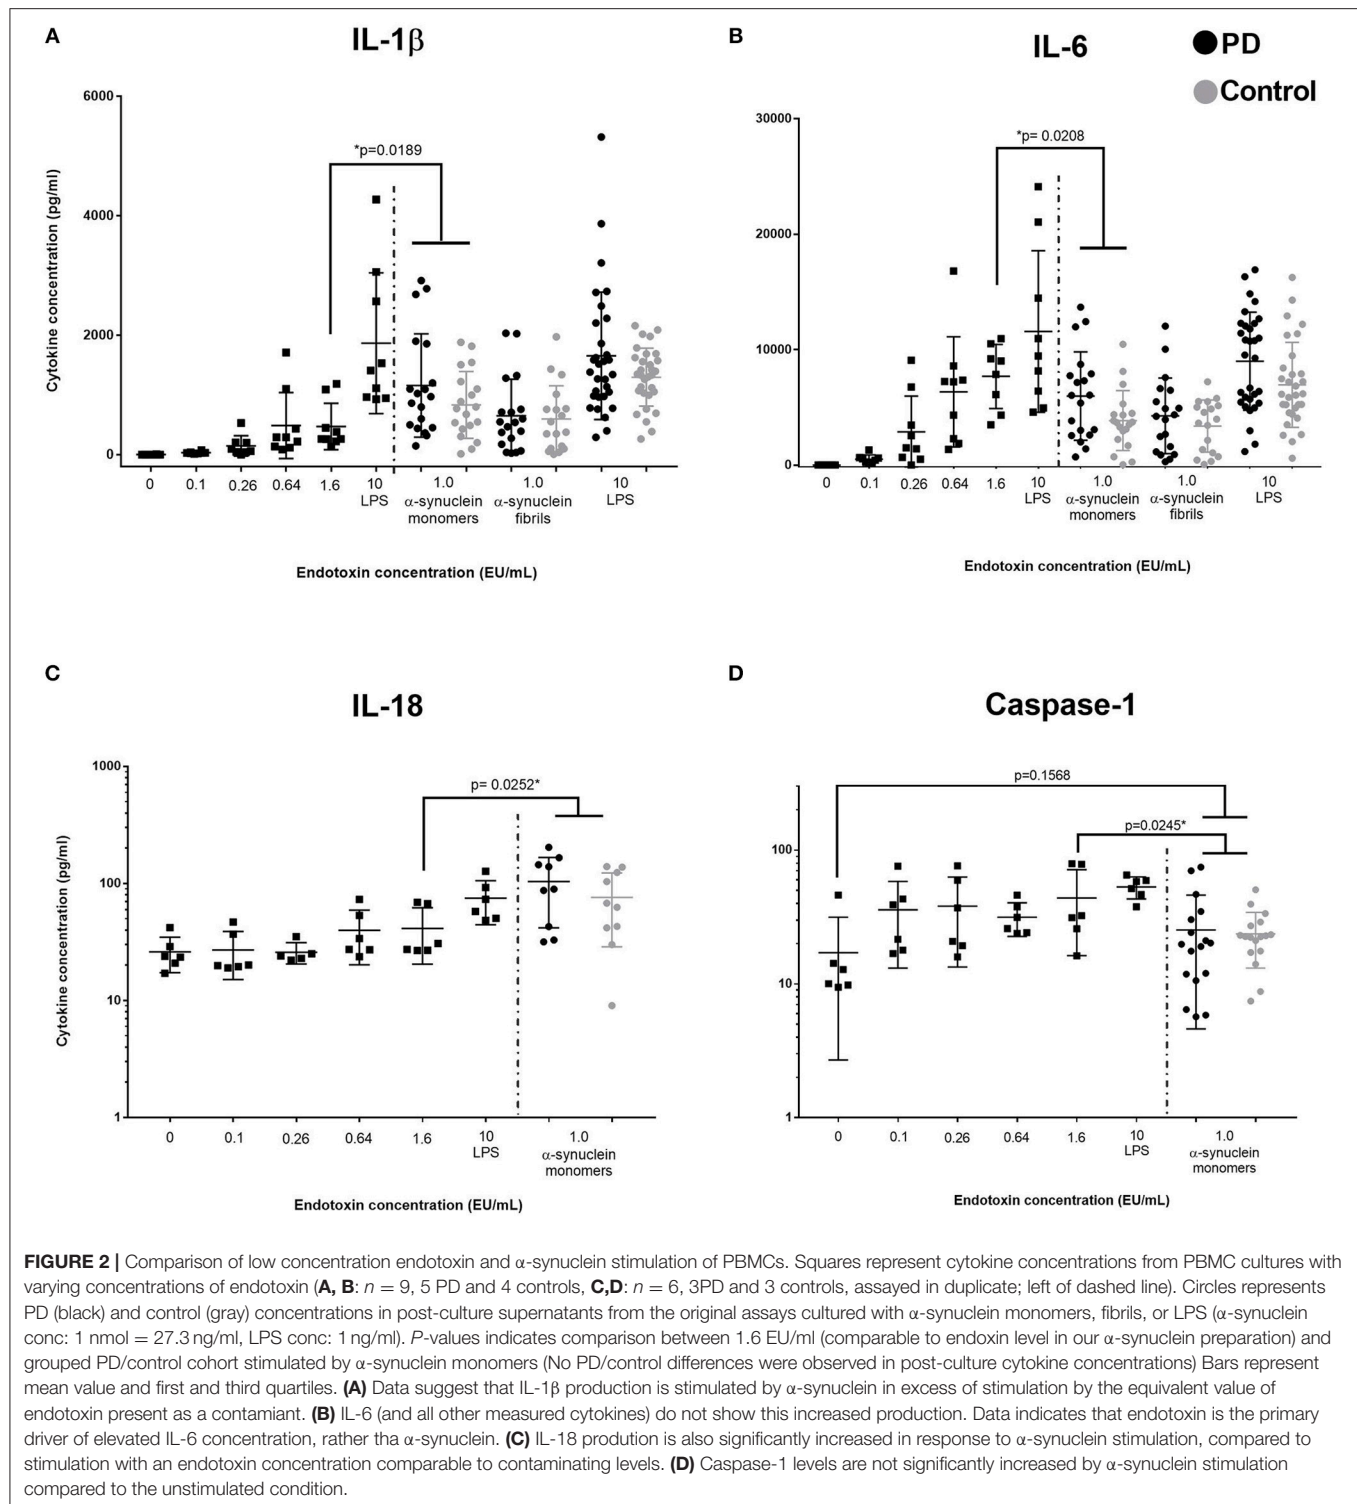 A
IL-1β
6000
4000
2000
0
Cytokine concentration (pg/ml)
*p=0.0189
0 0.1 0.26 0.64 1.6 10 1.0 1.0 10
LPS α-synuclein α-synuclein LPS
monomers fibrils
Endotoxin concentration (EU/mL)
B
IL-6
PD
Control
30000
20000
10000
0
*p= 0.0208
0 0.1 0.26 0.64 1.6 10 1.0 1.0 10
LPS α-synuclein α-synuclein LPS
monomers fibrils
Endotoxin concentration (EU/mL)
C
IL-18
1000
100
10
1
Cytokine concentration (pg/ml)
p= 0.0252*
0 0.1 0.26 0.64 1.6 10 1.0
LPS α-synuclein
monomers
Endotoxin concentration (EU/mL)
D
Caspase-1
p=0.1568
p=0.0245*
100
10
1
0 0.1 0.26 0.64 1.6 10 1.0
LPS α-synuclein
monomers
Endotoxin concentration (EU/mL)
FIGURE 2 | Comparison of low concentration endotoxin and α-synuclein stimulation of PBMCs. Squares represent cytokine concentrations from PBMC cultures with
varying concentrations of endotoxin (A, B: n = 9, 5 PD and 4 controls, C,D: n = 6, 3PD and 3 controls, assayed in duplicate; left of dashed line). Circles represents
PD (black) and control (gray) concentrations in post-culture supernatants from the original assays cultured with α-synuclein monomers, fibrils, or LPS (α-synuclein
conc: 1 nmol = 27.3 ng/ml, LPS conc: 1 ng/ml). P-values indicates comparison between 1.6 EU/ml (comparable to endoxin level in our α-synuclein preparation) and
grouped PD/control cohort stimulated by α-synuclein monomers (No PD/control differences were observed in post-culture cytokine concentrations) Bars represent
mean value and first and third quartiles. (A) Data suggest that IL-1β production is stimulated by α-synuclein in excess of stimulation by the equivalent value of
endotoxin present as a contamiant. (B) IL-6 (and all other measured cytokines) do not show this increased production. Data indicates that endotoxin is the primary
driver of elevated IL-6 concentration, rather tha α-synuclein. (C) IL-18 prodution is also significantly increased in response to α-synuclein stimulation, compared to
stimulation with an endotoxin concentration comparable to contaminating levels. (D) Caspase-1 levels are not significantly increased by α-synuclein stimulation
compared to the unstimulated condition.